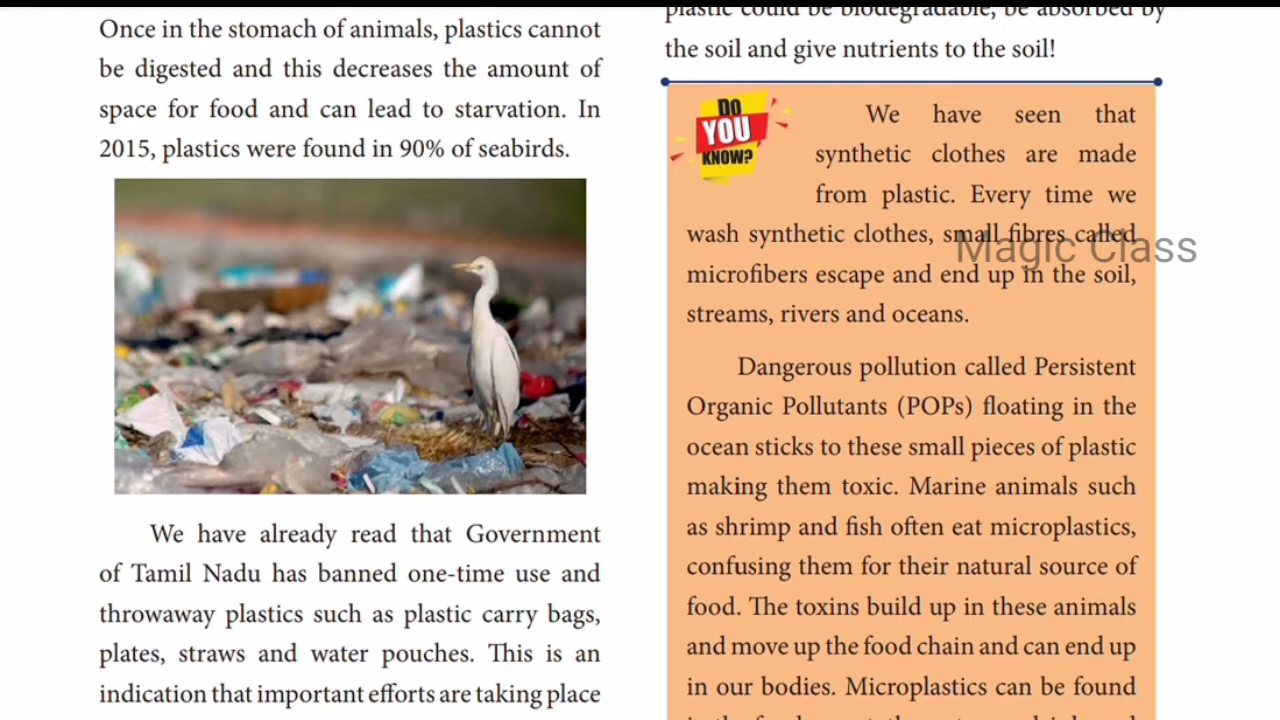 Once in the stomach of animals, plastics cannot
be digested and this decreases the amount of
space for food and can lead to starvation. In
2015, plastics were found in 90% of seabirds.
We have already read that Government
of Tamil Nadu has banned one-time use and
throwaway plastics such as plastic carry bags,
plates, straws and water pouches. This is an
indication that important efforts are taking place
plastic could be biodegradable, be absorbed by
the soil and give nutrients to the soil!
DO
YOU
KNOW?
We have seen that
synthetic clothes are made
from plastic. Every time we
wash synthetic clothes, small fibres called
microfibers escape and end up in the soil,
streams, rivers and oceans.
Magic Class
Dangerous pollution called Persistent
Organic Pollutants (POPs) floating in the
ocean sticks to these small pieces of plastic
making them toxic. Marine animals such
as shrimp and fish often eat microplastics,
confusing them for their natural source of
food. The toxins build up in these animals
and move up the food chain and can end up
in our bodies. Microplastics can be found